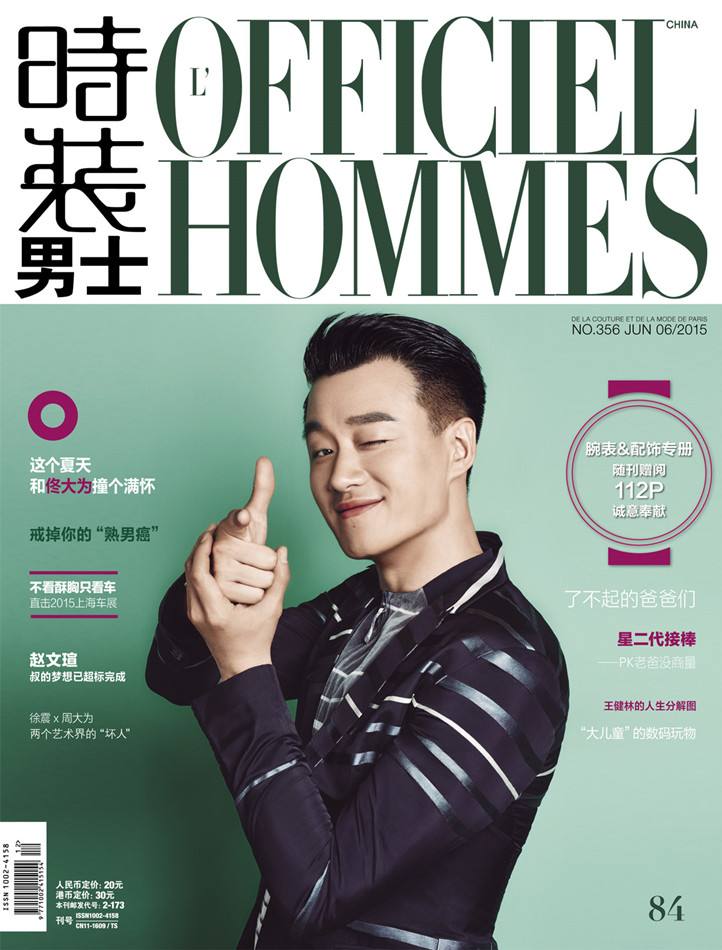 時
裝
男士
L'OFFICIEL
HOMMES
CHINA
DE LA COUTURE ET DE LA MODE DE PARIS
NO.356 JUN 06/2015
这个夏天
和佟大为撞个满怀
戒掉你的“熟男癌”
不看酥胸只看车
直击2015上海车展
赵文瑄
叔的梦想已超标完成
徐震 x 周大为
两个艺术界的“坏人”
腕表&配饰专册
随刊赠阅
112P
诚意奉献
了不起的爸爸们
星二代接棒
——PK老爸没商量
王健林的人生分解图
“大儿童”的数码玩物
ISSN 1002-4158
12>
9 771002 415154
人民币定价: 20元
港币定价: 30元
本刊邮发代号: 2-173
刊号 ISSN1002-4158
CN11-1609 / TS
84